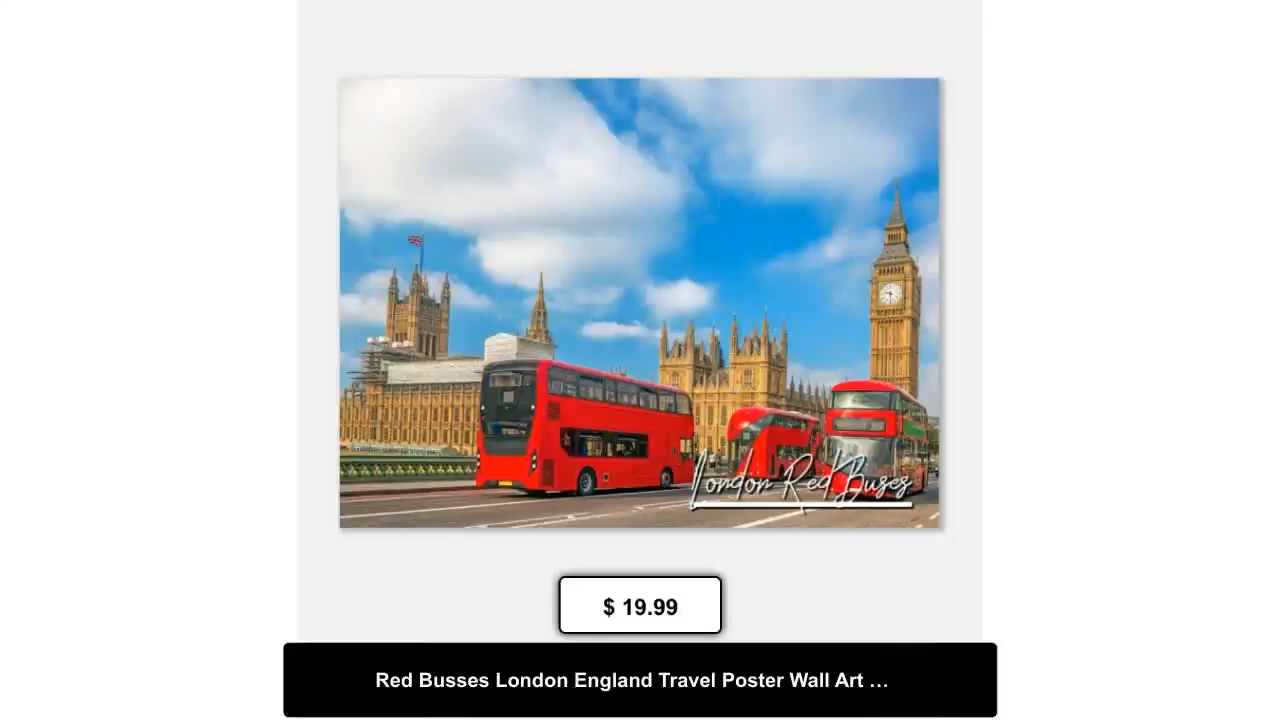 London Red Buses
$ 19.99
Red Busses London England Travel Poster Wall Art …